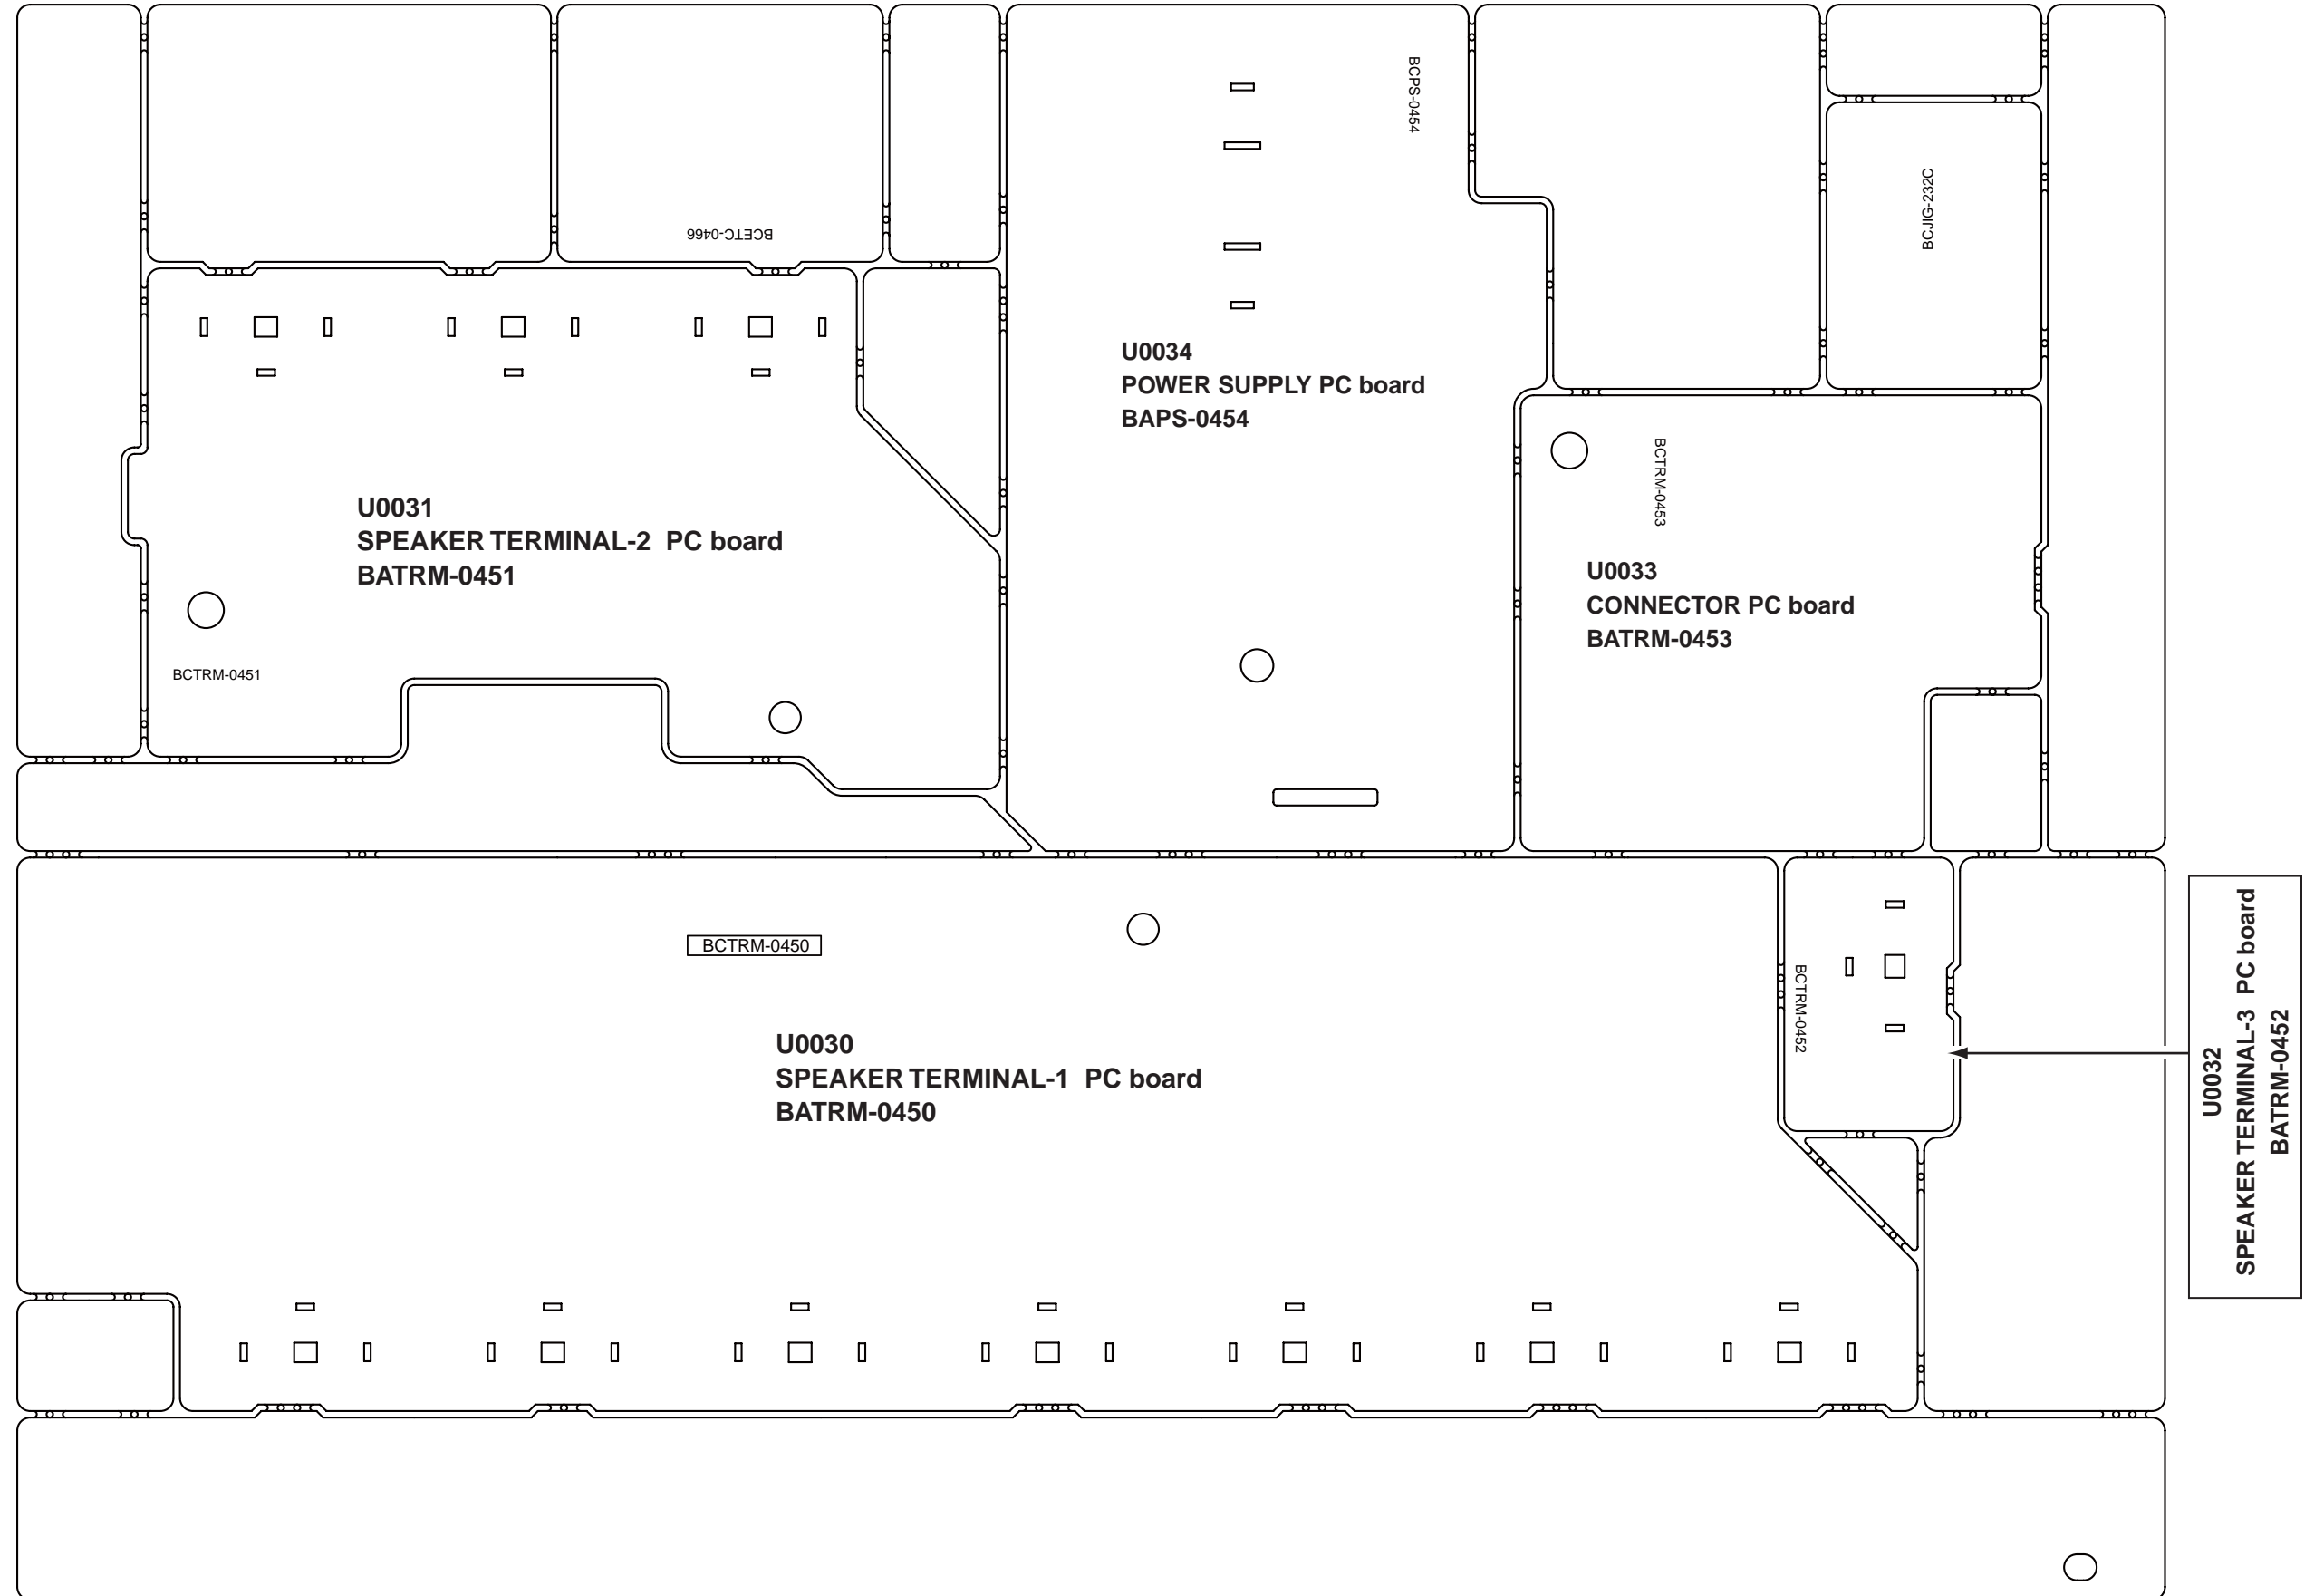 BCPS-0454
BCJIG-232C
BCETC-0466
U0034
POWER SUPPLY PC board
BAPS-0454
BCTRM-0453
U0031
SPEAKER TERMINAL-2 PC board
BATRM-0451
U0033
CONNECTOR PC board
BATRM-0453
BCTRM-0451
BCTRM-0450
BCTRM-0452
U0030
SPEAKER TERMINAL-1 PC board
BATRM-0450
U0032
SPEAKER TERMINAL-3 PC board
BATRM-0452